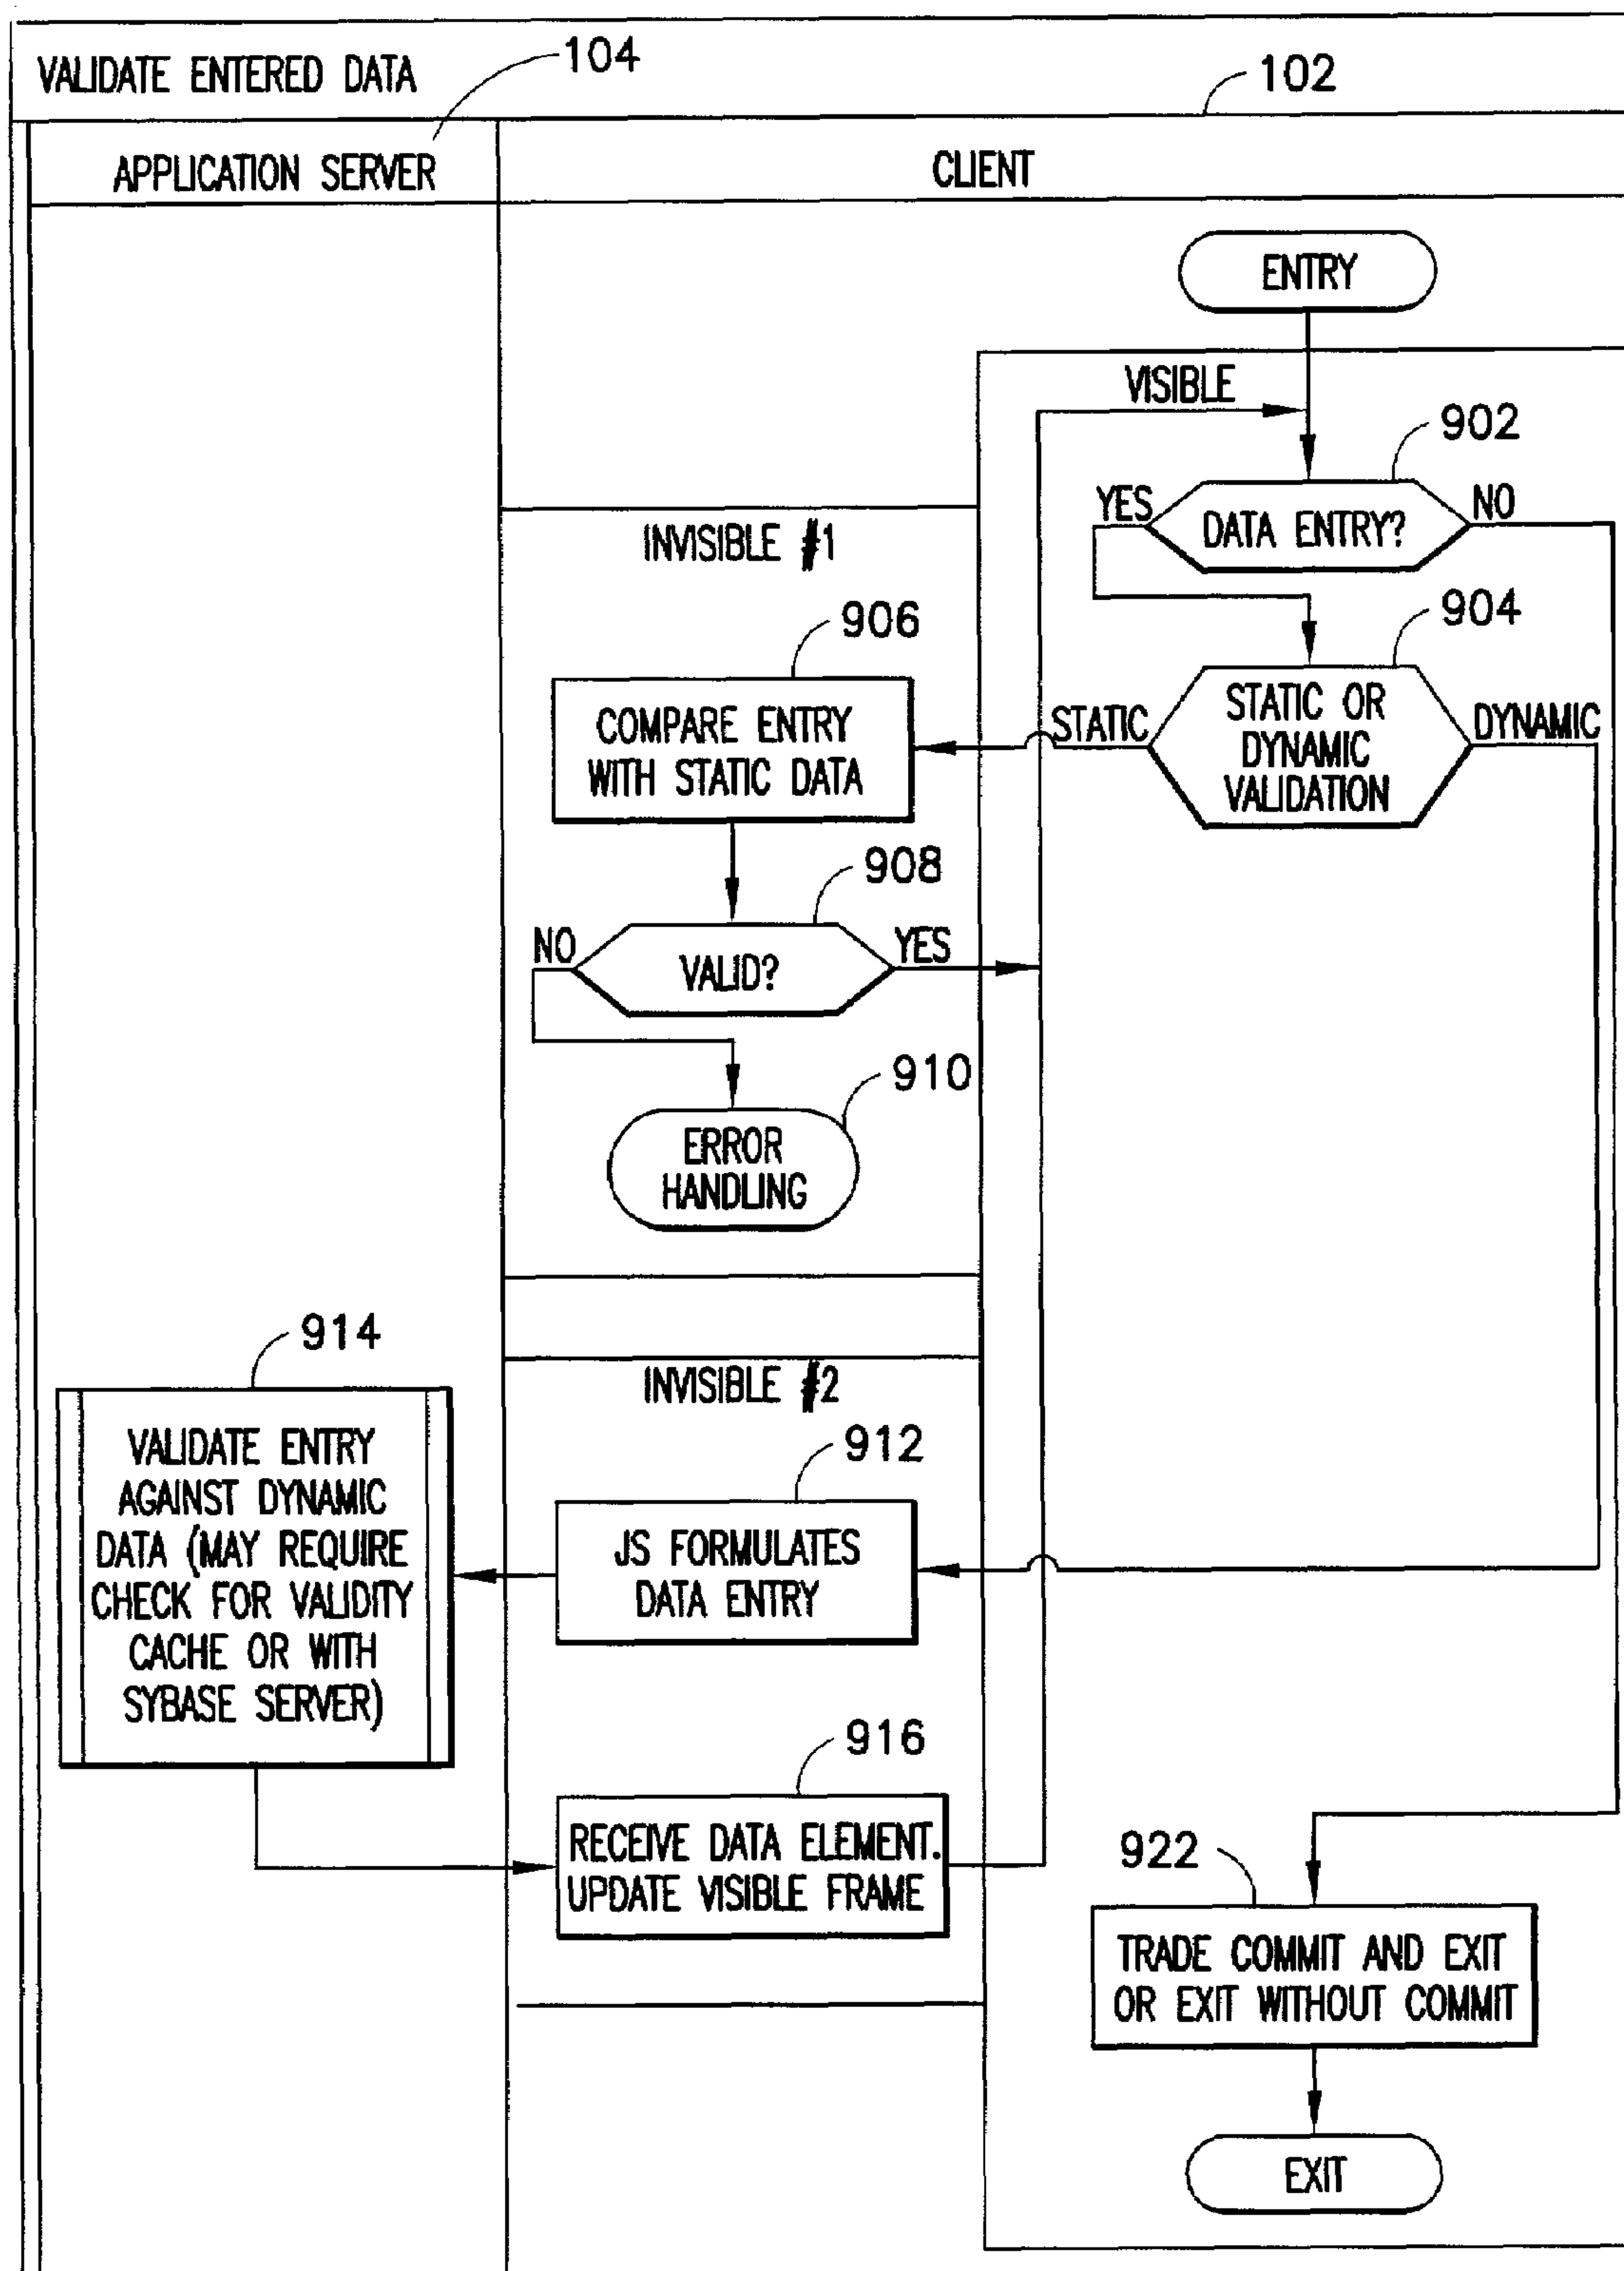 VALIDATE ENTERED DATA
104
102
APPLICATION SERVER
CLIENT
ENTRY
VISIBLE
902
YES
DATA ENTRY?
NO
INVISIBLE #1
904
906
STATIC OR
DYNAMIC
VALIDATION
STATIC
DYNAMIC
COMPARE ENTRY
WITH STATIC DATA
908
NO
VALID?
YES
910
ERROR
HANDLING
914
INVISIBLE #2
VALIDATE ENTRY
AGAINST DYNAMIC
DATA (MAY REQUIRE
CHECK FOR VALIDITY
CACHE OR WITH
SYBASE SERVER)
912
JS FORMULATES
DATA ENTRY
916
RECEIVE DATA ELEMENT.
UPDATE VISIBLE FRAME
922
TRADE COMMIT AND EXIT
OR EXIT WITHOUT COMMIT
EXIT